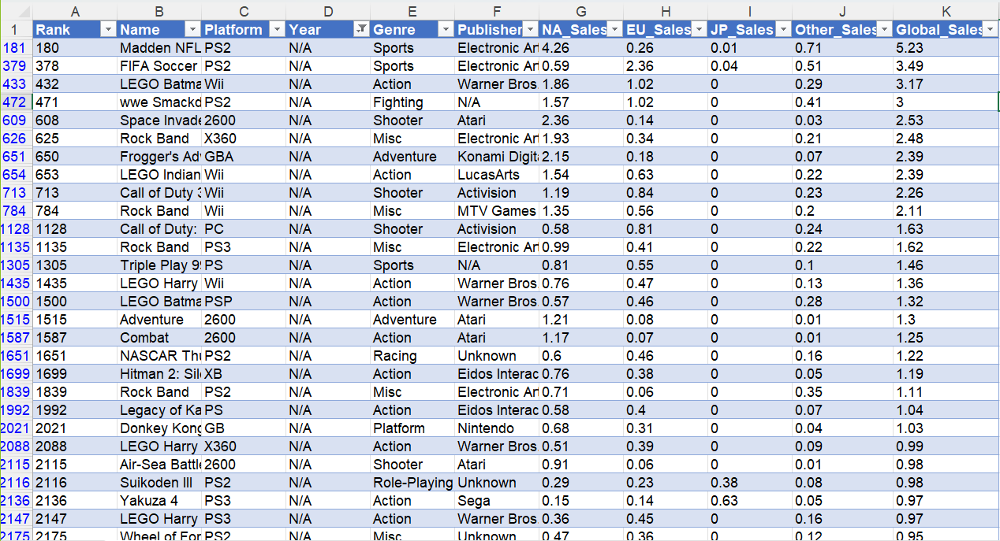 A B C D E F G H I J K
1 Rank Name Platform Year Genre Publisher NA_Sales EU_Sales JP_Sales Other_Sales Global_Sales
181 180 Madden NFL PS2 N/A Sports Electronic Ar 4.26 0.26 0.01 0.71 5.23
379 378 FIFA Soccer PS2 N/A Sports Electronic Ar 0.59 2.36 0.04 0.51 3.49
433 432 LEGO Batma Wii N/A Action Warner Bros. 1.86 1.02 0 0.29 3.17
472 471 wwe Smackd PS2 N/A Fighting N/A 1.57 1.02 0 0.41 3
609 608 Space Invade 2600 N/A Shooter Atari 2.36 0.14 0 0.03 2.53
626 625 Rock Band X360 N/A Misc Electronic Ar 1.93 0.34 0 0.21 2.48
651 650 Frogger's Adv GBA N/A Adventure Konami Digit 2.15 0.18 0 0.07 2.39
654 653 LEGO Indian Wii N/A Action LucasArts 1.54 0.63 0 0.22 2.39
713 713 Call of Duty 3 Wii N/A Shooter Activision 1.19 0.84 0 0.23 2.26
784 784 Rock Band Wii N/A Misc MTV Games 1.35 0.56 0 0.2 2.11
1128 1128 Call of Duty: PC N/A Shooter Activision 0.58 0.81 0 0.24 1.63
1135 1135 Rock Band PS3 N/A Misc Electronic Ar 0.99 0.41 0 0.22 1.62
1305 1305 Triple Play 99 PS N/A Sports N/A 0.81 0.55 0 0.1 1.46
1435 1435 LEGO Harry Wii N/A Action Warner Bros. 0.76 0.47 0 0.13 1.36
1500 1500 LEGO Batma PSP N/A Action Warner Bros. 0.57 0.46 0 0.28 1.32
1515 1515 Adventure 2600 N/A Adventure Atari 1.21 0.08 0 0.01 1.3
1587 1587 Combat 2600 N/A Action Atari 1.17 0.07 0 0.01 1.25
1651 1651 NASCAR Thu PS2 N/A Racing Unknown 0.6 0.46 0 0.16 1.22
1699 1699 Hitman 2: Sil XB N/A Action Eidos Interac 0.76 0.38 0 0.05 1.19
1839 1839 Rock Band PS2 N/A Misc Electronic Ar 0.71 0.06 0 0.35 1.11
1992 1992 Legacy of Ka PS N/A Action Eidos Interac 0.58 0.4 0 0.07 1.04
2021 2021 Donkey Kong GB N/A Platform Nintendo 0.68 0.31 0 0.04 1.03
2088 2088 LEGO Harry X360 N/A Action Warner Bros. 0.51 0.39 0 0.09 0.99
2115 2115 Air-Sea Battle 2600 N/A Shooter Atari 0.91 0.06 0 0.01 0.98
2116 2116 Suikoden III PS2 N/A Role-Playing Unknown 0.29 0.23 0.38 0.08 0.98
2136 2136 Yakuza 4 PS3 N/A Action Sega 0.15 0.14 0.63 0.05 0.97
2147 2147 LEGO Harry PS3 N/A Action Warner Bros. 0.36 0.45 0 0.16 0.97
2175 2175 Wheel of For PS2 N/A Misc Unknown 0.47 0.36 0 0.12 0.95